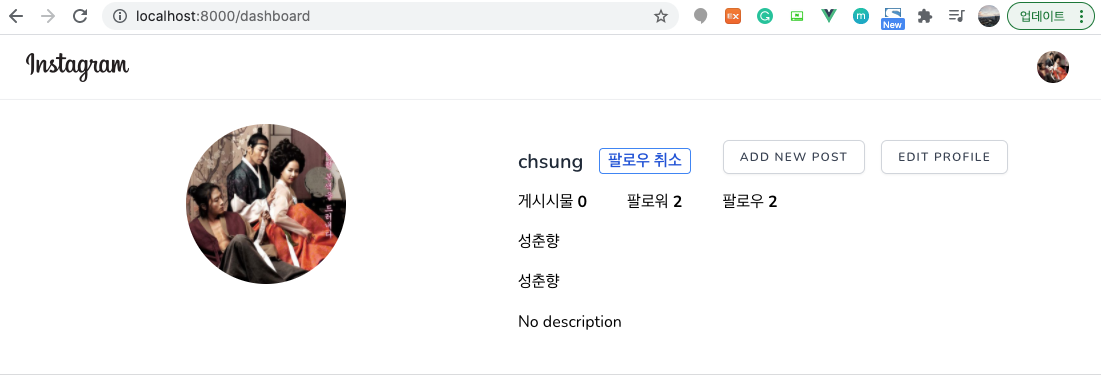 localhost:8000/dashboard
New
업데이트
Instagram
chsung 팔로우 취소 ADD NEW POST EDIT PROFILE
게시시물 0 팔로워 2 팔로우 2
성춘향
성춘향
No description